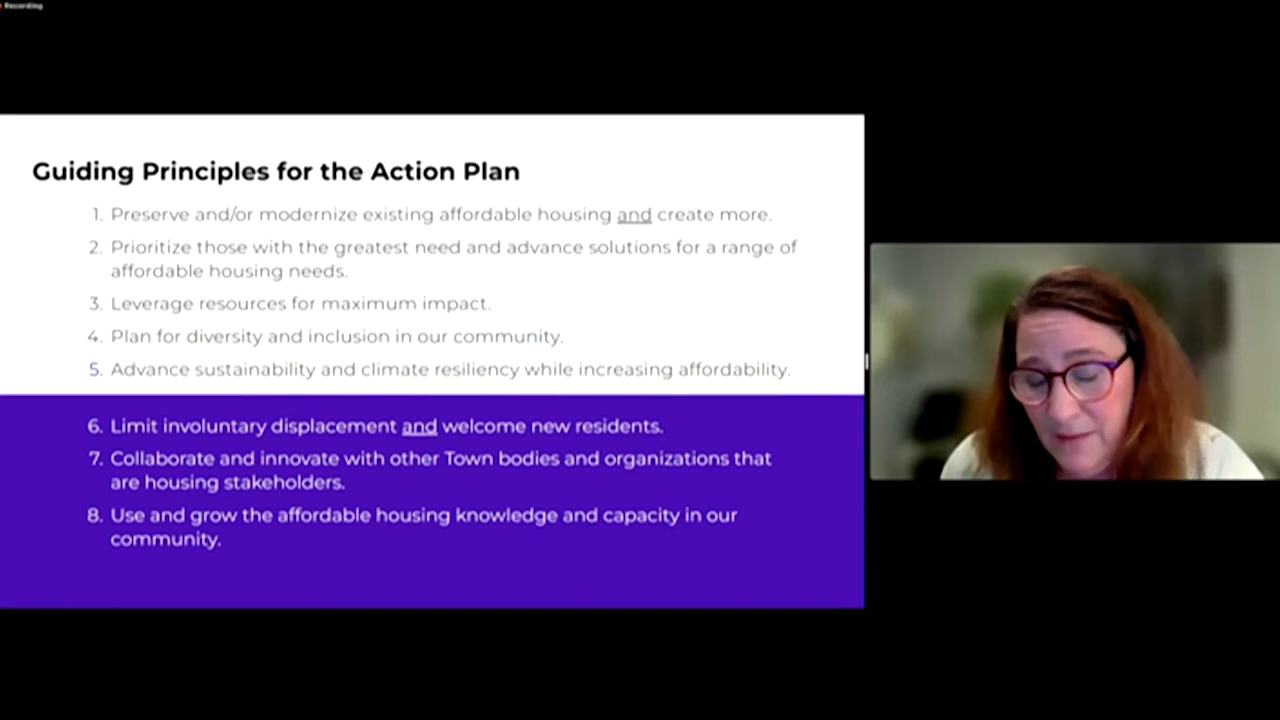 Recording
Guiding Principles for the Action Plan
1. Preserve and/or modernize existing affordable housing and create more.
2. Prioritize those with the greatest need and advance solutions for a range of
affordable housing needs.
3. Leverage resources for maximum impact.
4. Plan for diversity and inclusion in our community.
5. Advance sustainability and climate resiliency while increasing affordability.
6. Limit involuntary displacement and welcome new residents.
7. Collaborate and innovate with other Town bodies and organizations that
are housing stakeholders.
8. Use and grow the affordable housing knowledge and capacity in our
community.